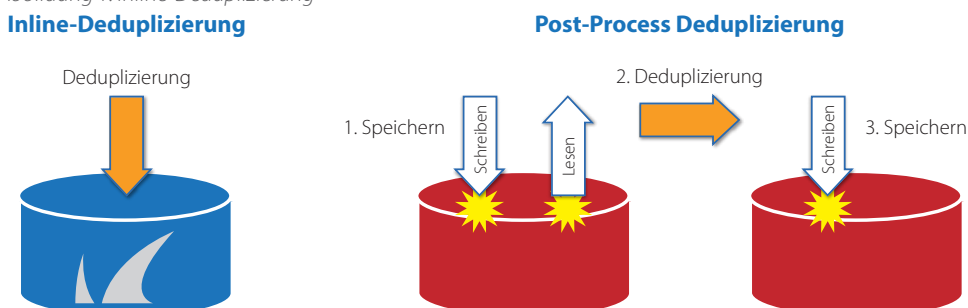 Inline-Deduplizierung
Post-Process Deduplizierung
Deduplizierung
1. Speichern
Schreiben
Lesen
2. Deduplizierung
Schreiben
3. Speichern